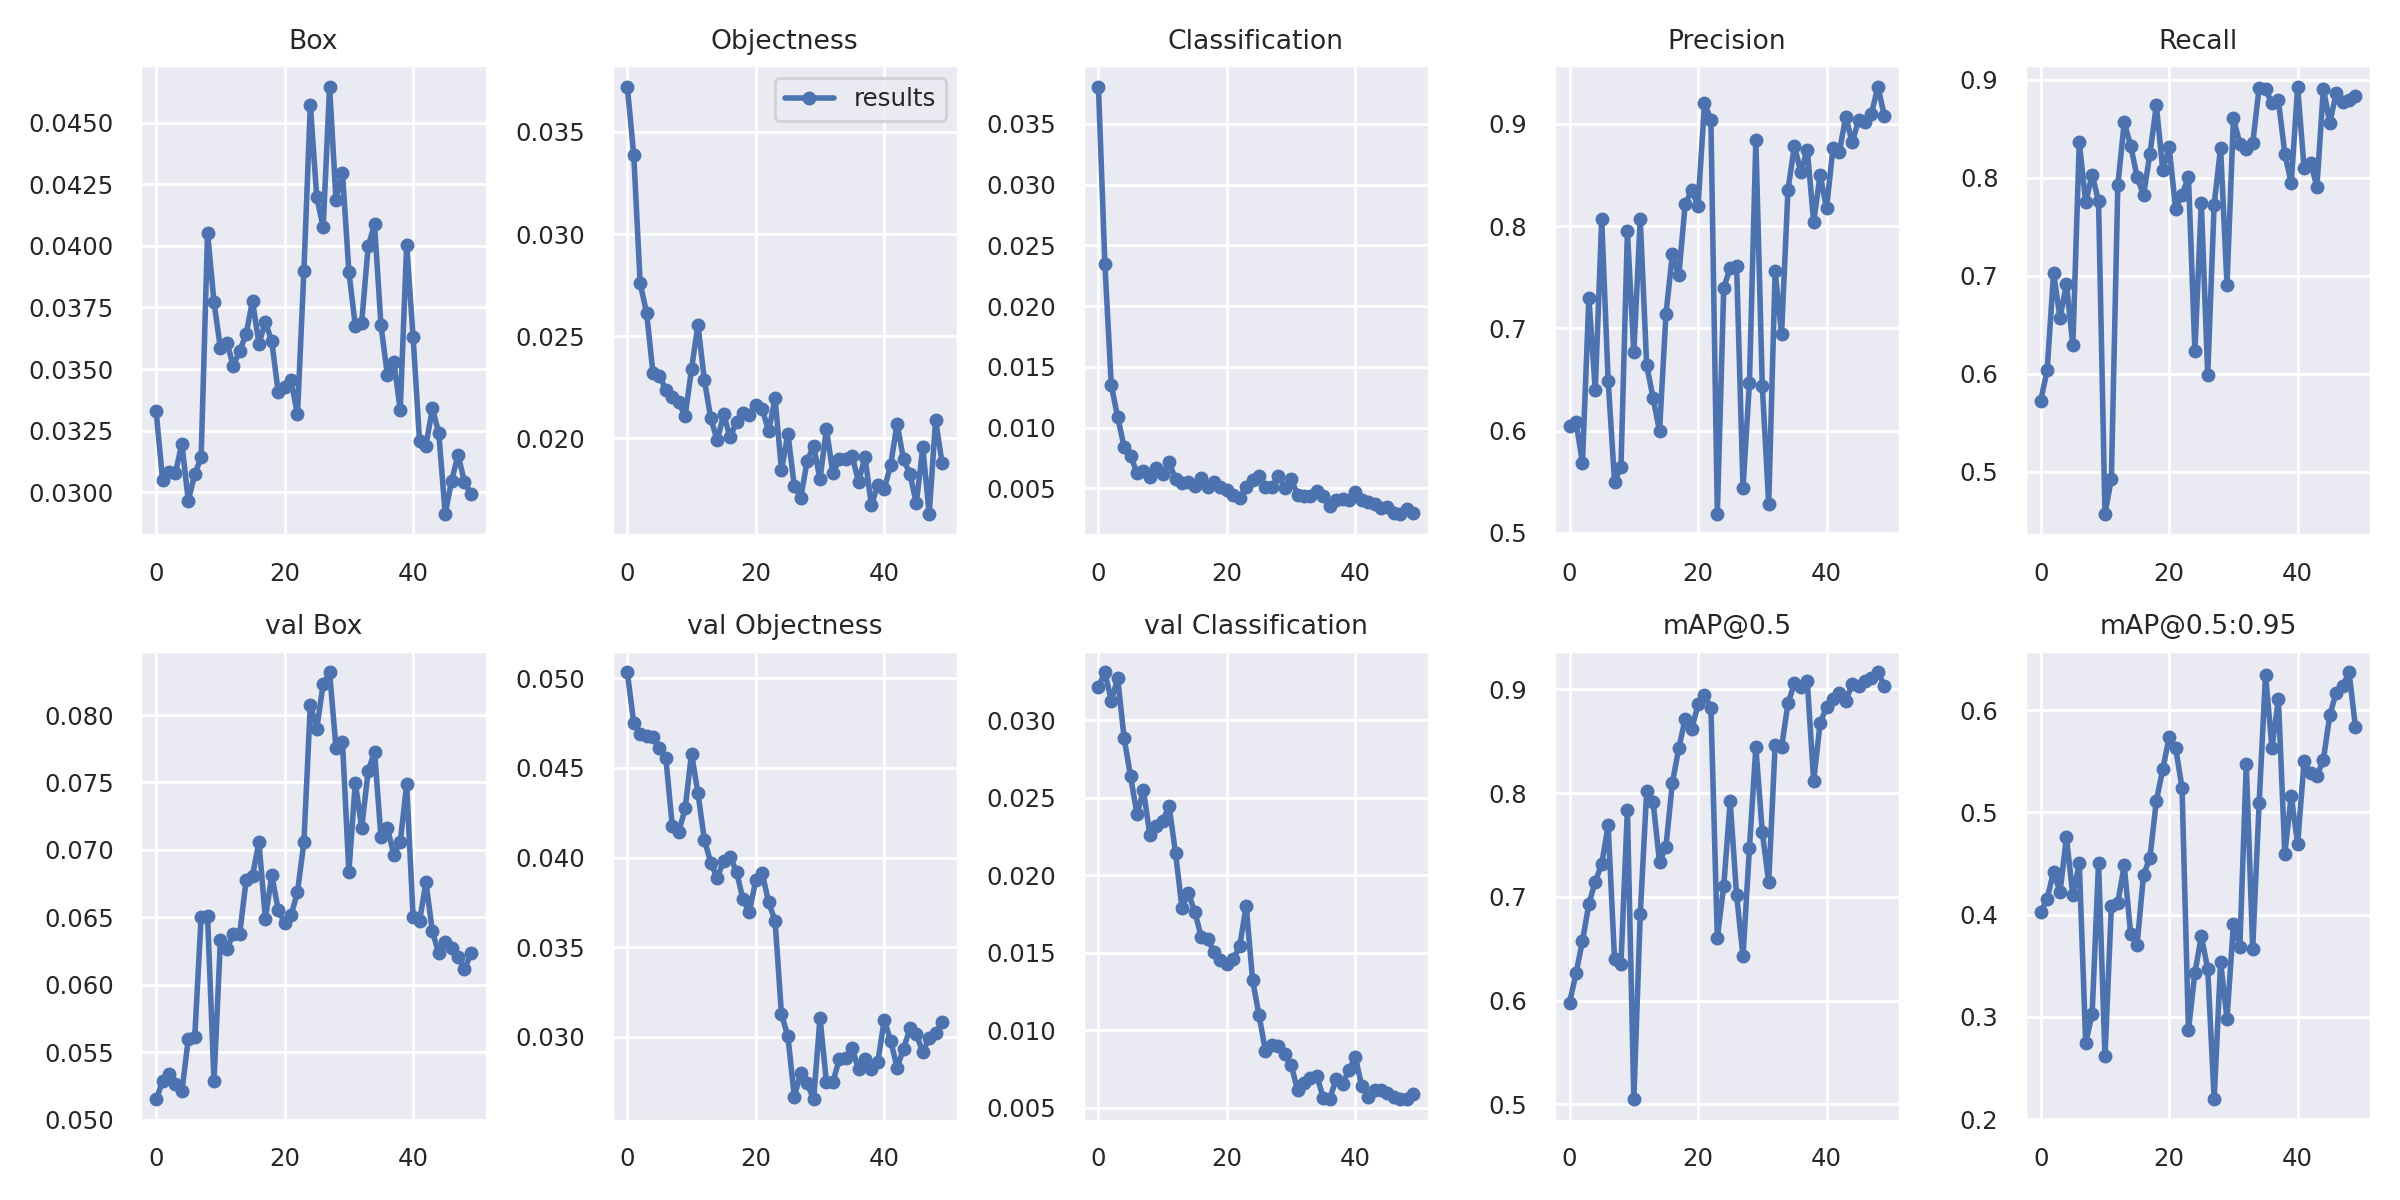 Box
Objectness
Classification
Precision
Recall
results
0.0450
0.0425
0.0400
0.0375
0.0350
0.0325
0.0300
0 20 40
0.035
0.030
0.025
0.020
0 20 40
0.035
0.030
0.025
0.020
0.015
0.010
0.005
0 20 40
0.9
0.8
0.7
0.6
0.5
0 20 40
0.9
0.8
0.7
0.6
0.5
0 20 40
val Box
val Objectness
val Classification
mAP@0.5
mAP@0.5:0.95
0.080
0.075
0.070
0.065
0.060
0.055
0.050
0 20 40
0.050
0.045
0.040
0.035
0.030
0 20 40
0.030
0.025
0.020
0.015
0.010
0.005
0 20 40
0.9
0.8
0.7
0.6
0.5
0 20 40
0.6
0.5
0.4
0.3
0.2
0 20 40